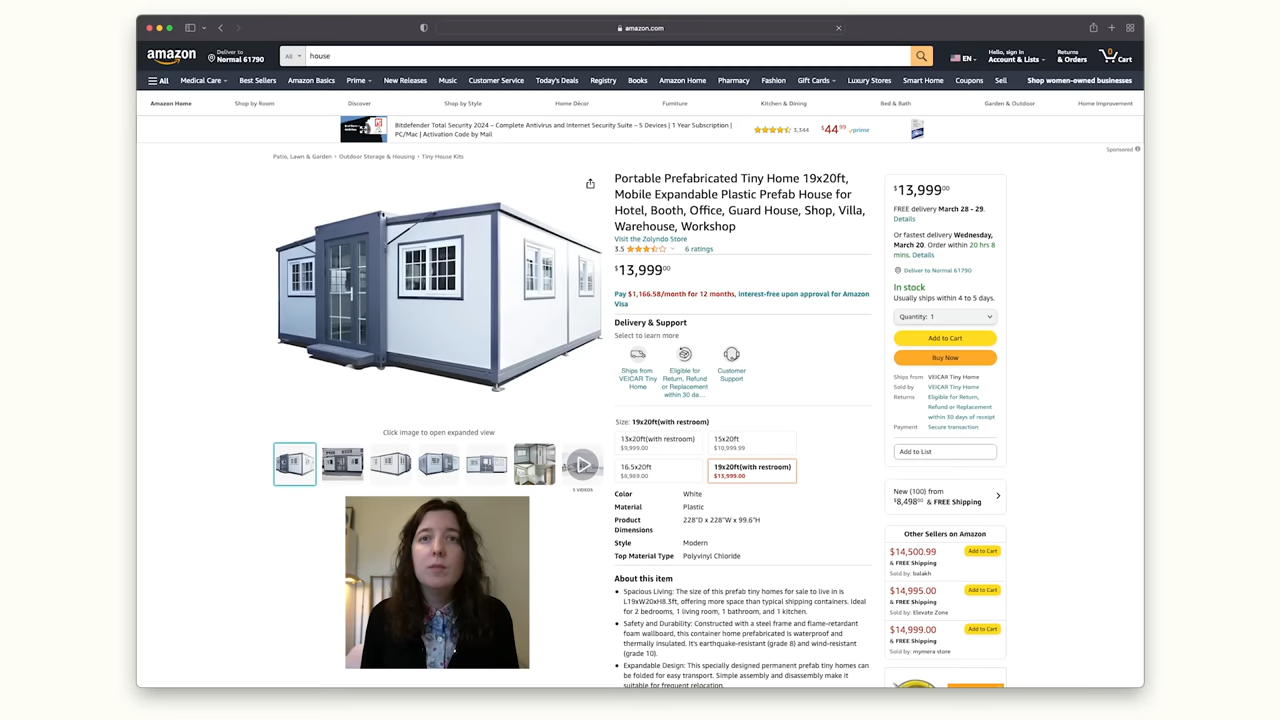 amazon.com
amazon
Deliver to
Normal 61790
All
house
EN
Hello, sign in
Account & Lists
Returns
& Orders
0
Cart
All
Medical Care
Best Sellers
Amazon Basics
Prime
New Releases
Music
Customer Service
Today's Deals
Registry
Books
Amazon Home
Pharmacy
Fashion
Gift Cards
Luxury Stores
Smart Home
Coupons
Sell
Shop women-owned businesses
Amazon Home
Shop by Room
Discover
Shop by Style
Home Décor
Furniture
Kitchen & Dining
Bed & Bath
Garden & Outdoor
Home Improvement
Bitdefender Total Security 2024 – Complete Antivirus and Internet Security Suite – 5 Devices | 1 Year Subscription |
PC/Mac | Activation Code by Mail
3,344
$44.99
prime
Sponsored
Patio, Lawn & Garden › Outdoor Storage & Housing › Tiny House Kits
Click image to open expanded view
5 VIDEOS
Portable Prefabricated Tiny Home 19x20ft,
Mobile Expandable Plastic Prefab House for
Hotel, Booth, Office, Guard House, Shop, Villa,
Warehouse, Workshop
Visit the Zolyndo Store
3.5
6 ratings
$13,999.00
Pay $1,166.58/month for 12 months, interest-free upon approval for Amazon
Visa
Delivery & Support
Select to learn more
Ships from
VEICAR Tiny
Home
Eligible for
Return, Refund
or Replacement
within 30 da...
Customer
Support
Size: 19x20ft(with restroom)
13x20ft(with restroom)
$9,999.00
15x20ft
$10,999.99
16.5x20ft
$8,989.00
19x20ft(with restroom)
$13,999.00
Color White
Material Plastic
Product
Dimensions
228"D x 228"W x 99.6"H
Style Modern
Top Material Type Polyvinyl Chloride
About this item
• Spacious Living: The size of this prefab tiny homes for sale to live in is
L19xW20xH8.3ft, offering more space than typical shipping containers. Ideal
for 2 bedrooms, 1 living room, 1 bathroom, and 1 kitchen.
• Safety and Durability: Constructed with a steel frame and flame-retardant
foam wallboard, this container home prefabricated is waterproof and
thermally insulated. It's earthquake-resistant (grade 8) and wind-resistant
(grade 10).
• Expandable Design: This specially designed permanent prefab tiny homes can
be folded for easy transport. Simple assembly and disassembly make it
suitable for frequent relocation.
$13,999.00
FREE delivery March 28 - 29.
Details
Or fastest delivery Wednesday,
March 20. Order within 20 hrs 8
mins. Details
Deliver to Normal 61790
In stock
Usually ships within 4 to 5 days.
Quantity: 1
Add to Cart
Buy Now
Ships from VEICAR Tiny Home
Sold by VEICAR Tiny Home
Returns Eligible for Return,
Refund or Replacement
within 30 days of receipt
Payment Secure transaction
Add to List
New (100) from
$8,498.00 & FREE Shipping
Other Sellers on Amazon
$14,500.99
Add to Cart
& FREE Shipping
Sold by: balakh
$14,995.00
Add to Cart
& FREE Shipping
Sold by: Elevate Zone
$14,999.00
Add to Cart
& FREE Shipping
Sold by: mymera store